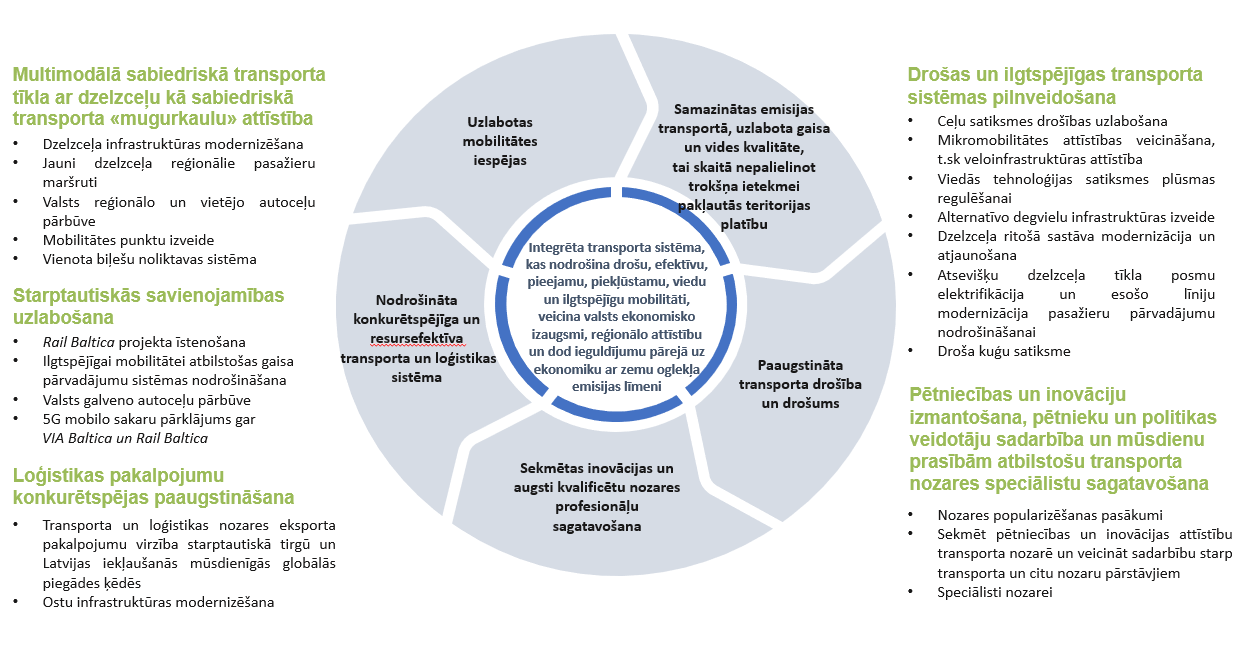 Multimodālā sabiedriskā transporta
tīkla ar dzelzceļu kā sabiedriskā
transporta «mugurkaulu» attīstība
• Dzelzceļa infrastruktūras modernizēšana
• Jauni dzelzceļa reģionālie pasažieru
maršruti
• Valsts reģionālo un vietējo autoceļu
pārbūve
• Mobilitātes punktu izveide
• Vienota biļešu noliktavas sistēma
Starptautiskās savienojamības
uzlabošana
• Rail Baltica projekta īstenošana
• Ilgtspējīgai mobilitātei atbilstošas gaisa
pārvadājumu sistēmas nodrošināšana
• Valsts galveno autoceļu pārbūve
• 5G mobilo sakaru pārklājums gar
VIA Baltica un Rail Baltica
Loģistikas pakalpojumu
konkurētspējas paaugstināšana
• Transporta un loģistikas nozares eksporta
pakalpojumu virzība starptautiskā tirgū un
Latvijas iekļaušanās mūsdienīgās globālās
piegādes ķēdēs
• Ostu infrastruktūras modernizēšana
Uzlabotas
mobilitātes
iespējas
Samazinātas emisijas
transportā, uzlabota gaisa
un vides kvalitāte,
tai skaitā nepalielinot
trokšņa ietekmei
pakļautās teritorijas
platību
Nodrošināta
konkurētspējīga un
resursefektīva
transporta un loģistikas
sistēma
Integrēta transporta sistēma,
kas nodrošina drošu, efektīvu,
pieejamu, piekļūstamu, viedu
un ilgtspējīgu mobilitāti,
veicina valsts ekonomisko
izaugsmi, reģionālo attīstību
un dod ieguldījumu pārejā uz
ekonomiku ar zemu oglekļa
emisijas līmeni
Paaugstināta
transporta drošība
un drošums
Sekmētas inovācijas un
augsti kvalificētu nozares
profesionāļu
sagatavošana
Drošas un ilgtspējīgas transporta
sistēmas pilnveidošana
• Ceļu satiksmes drošības uzlabošana
• Mikromobilitātes attīstības veicināšana,
t.sk veloinfrastruktūras attīstība
• Viedās tehnoloģijas satiksmes plūsmas
regulēšanai
• Alternatīvo degvielu infrastruktūras izveide
• Dzelzceļa ritošā sastāva modernizācija un
atjaunošana
• Atsevišķu dzelzceļa tīkla posmu
elektrifikācija un esošo līniju
modernizācija pasažieru pārvadājumu
nodrošināšanai
• Droša kuģu satiksme
Pētniecības un inováciju
izmantošana, pētnieku un politikas
veidotāju sadarbība un mūsdienu
prasībām atbilstošu transporta
nozares speciālistu sagatavošana
• Nozares popularizēšanas pasākumi
• Sekmēt pētniecības un inovācijas attīstību
transporta nozarē un veicināt sadarbību starp
transporta un citu nozaru pārstāvjiem
• Speciālisti nozarei